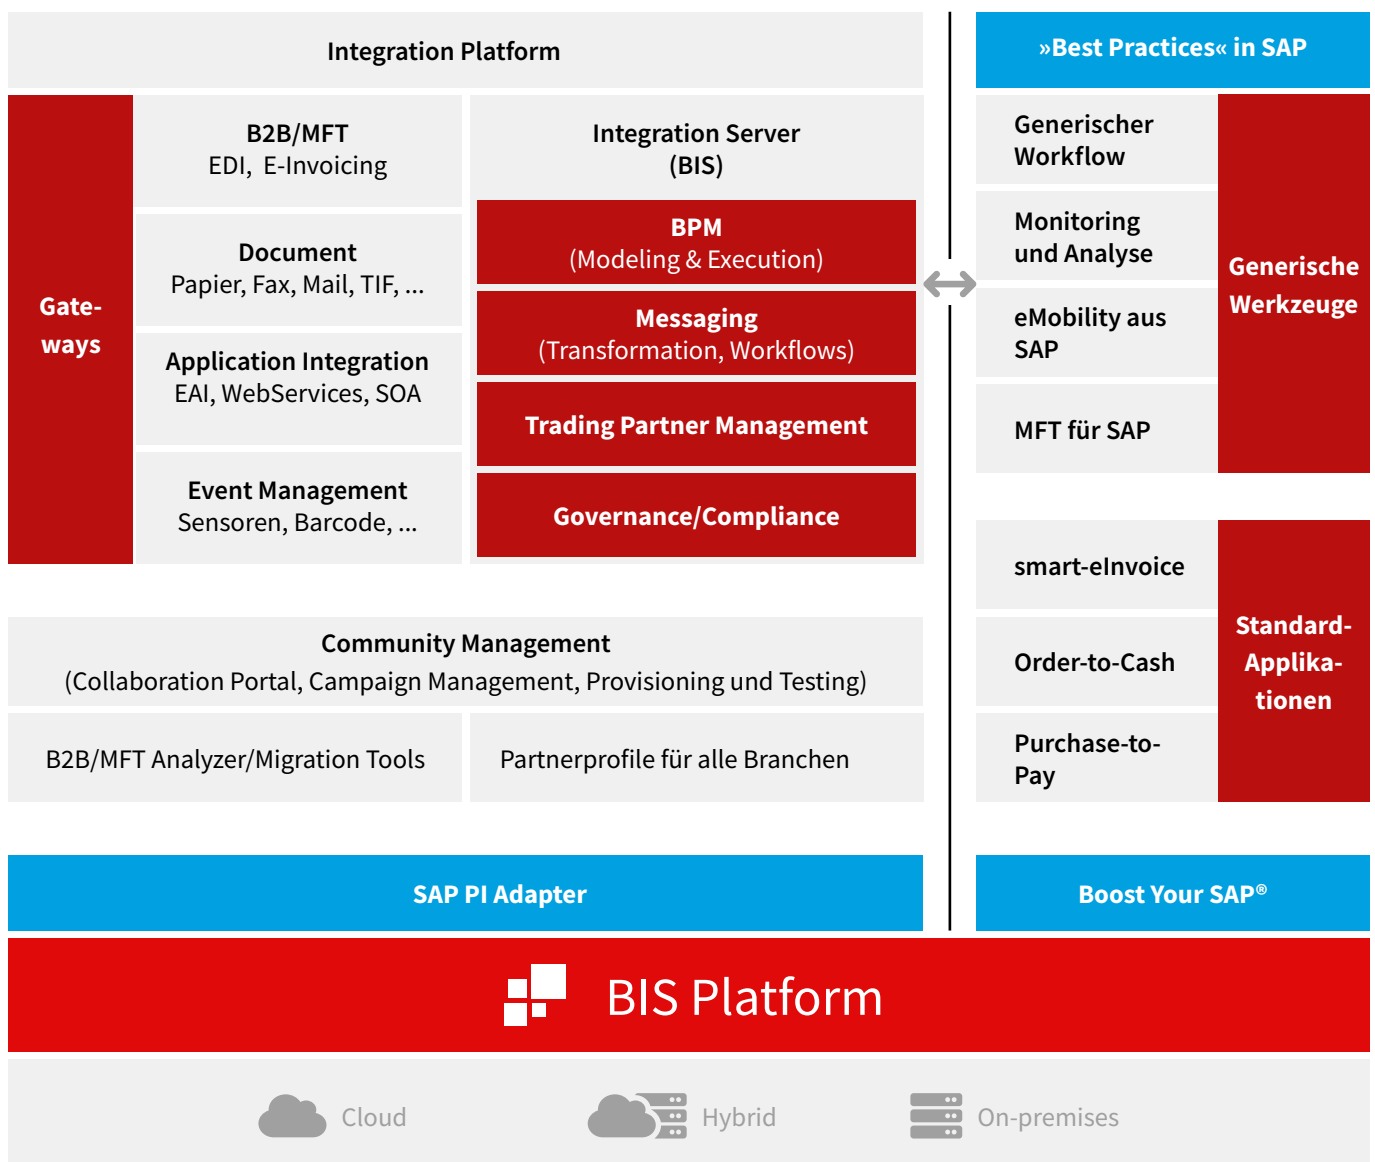 Integration Platform
Gate-
ways
B2B/MFT
EDI, E-Invoicing
Document
Papier, Fax, Mail, TIF, ...
Application Integration
EAI, WebServices, SOA
Event Management
Sensoren, Barcode, ...
Integration Server
(BIS)
BPM
(Modeling & Execution)
Messaging
(Transformation, Workflows)
Trading Partner Management
Governance/Compliance
Community Management
(Collaboration Portal, Campaign Management, Provisioning und Testing)
B2B/MFT Analyzer/Migration Tools
Partnerprofile für alle Branchen
SAP PI Adapter
»Best Practices« in SAP
Generischer
Workflow
Monitoring
und Analyse
eMobility aus
SAP
MFT für SAP
Generische
Werkzeuge
smart-eInvoice
Order-to-Cash
Purchase-to-
Pay
Standard-
Applika-
tionen
Boost Your SAP®
BIS Platform
Cloud
Hybrid
On-premises